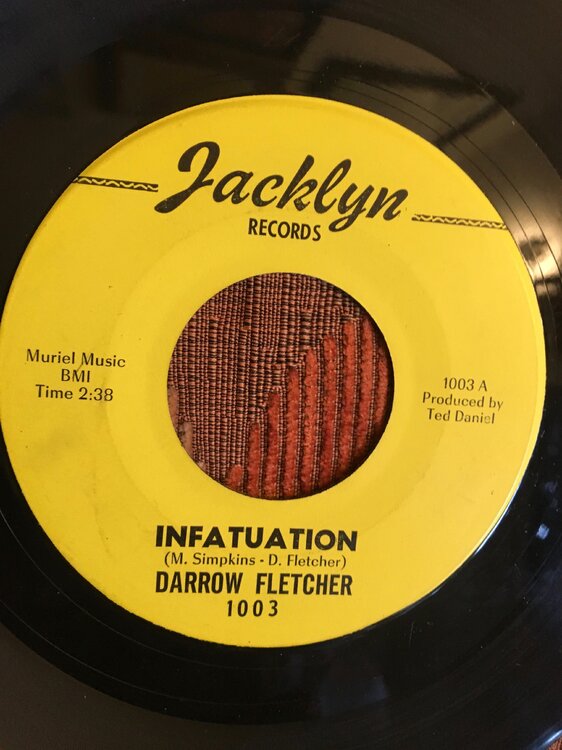 Jacklyn
RECORDS
Muriel Music
BMI
Time 2:38
1003 A
Produced by
Ted Daniel
INFATUATION
(M. Simpkins - D. Fletcher)
DARROW FLETCHER
1003